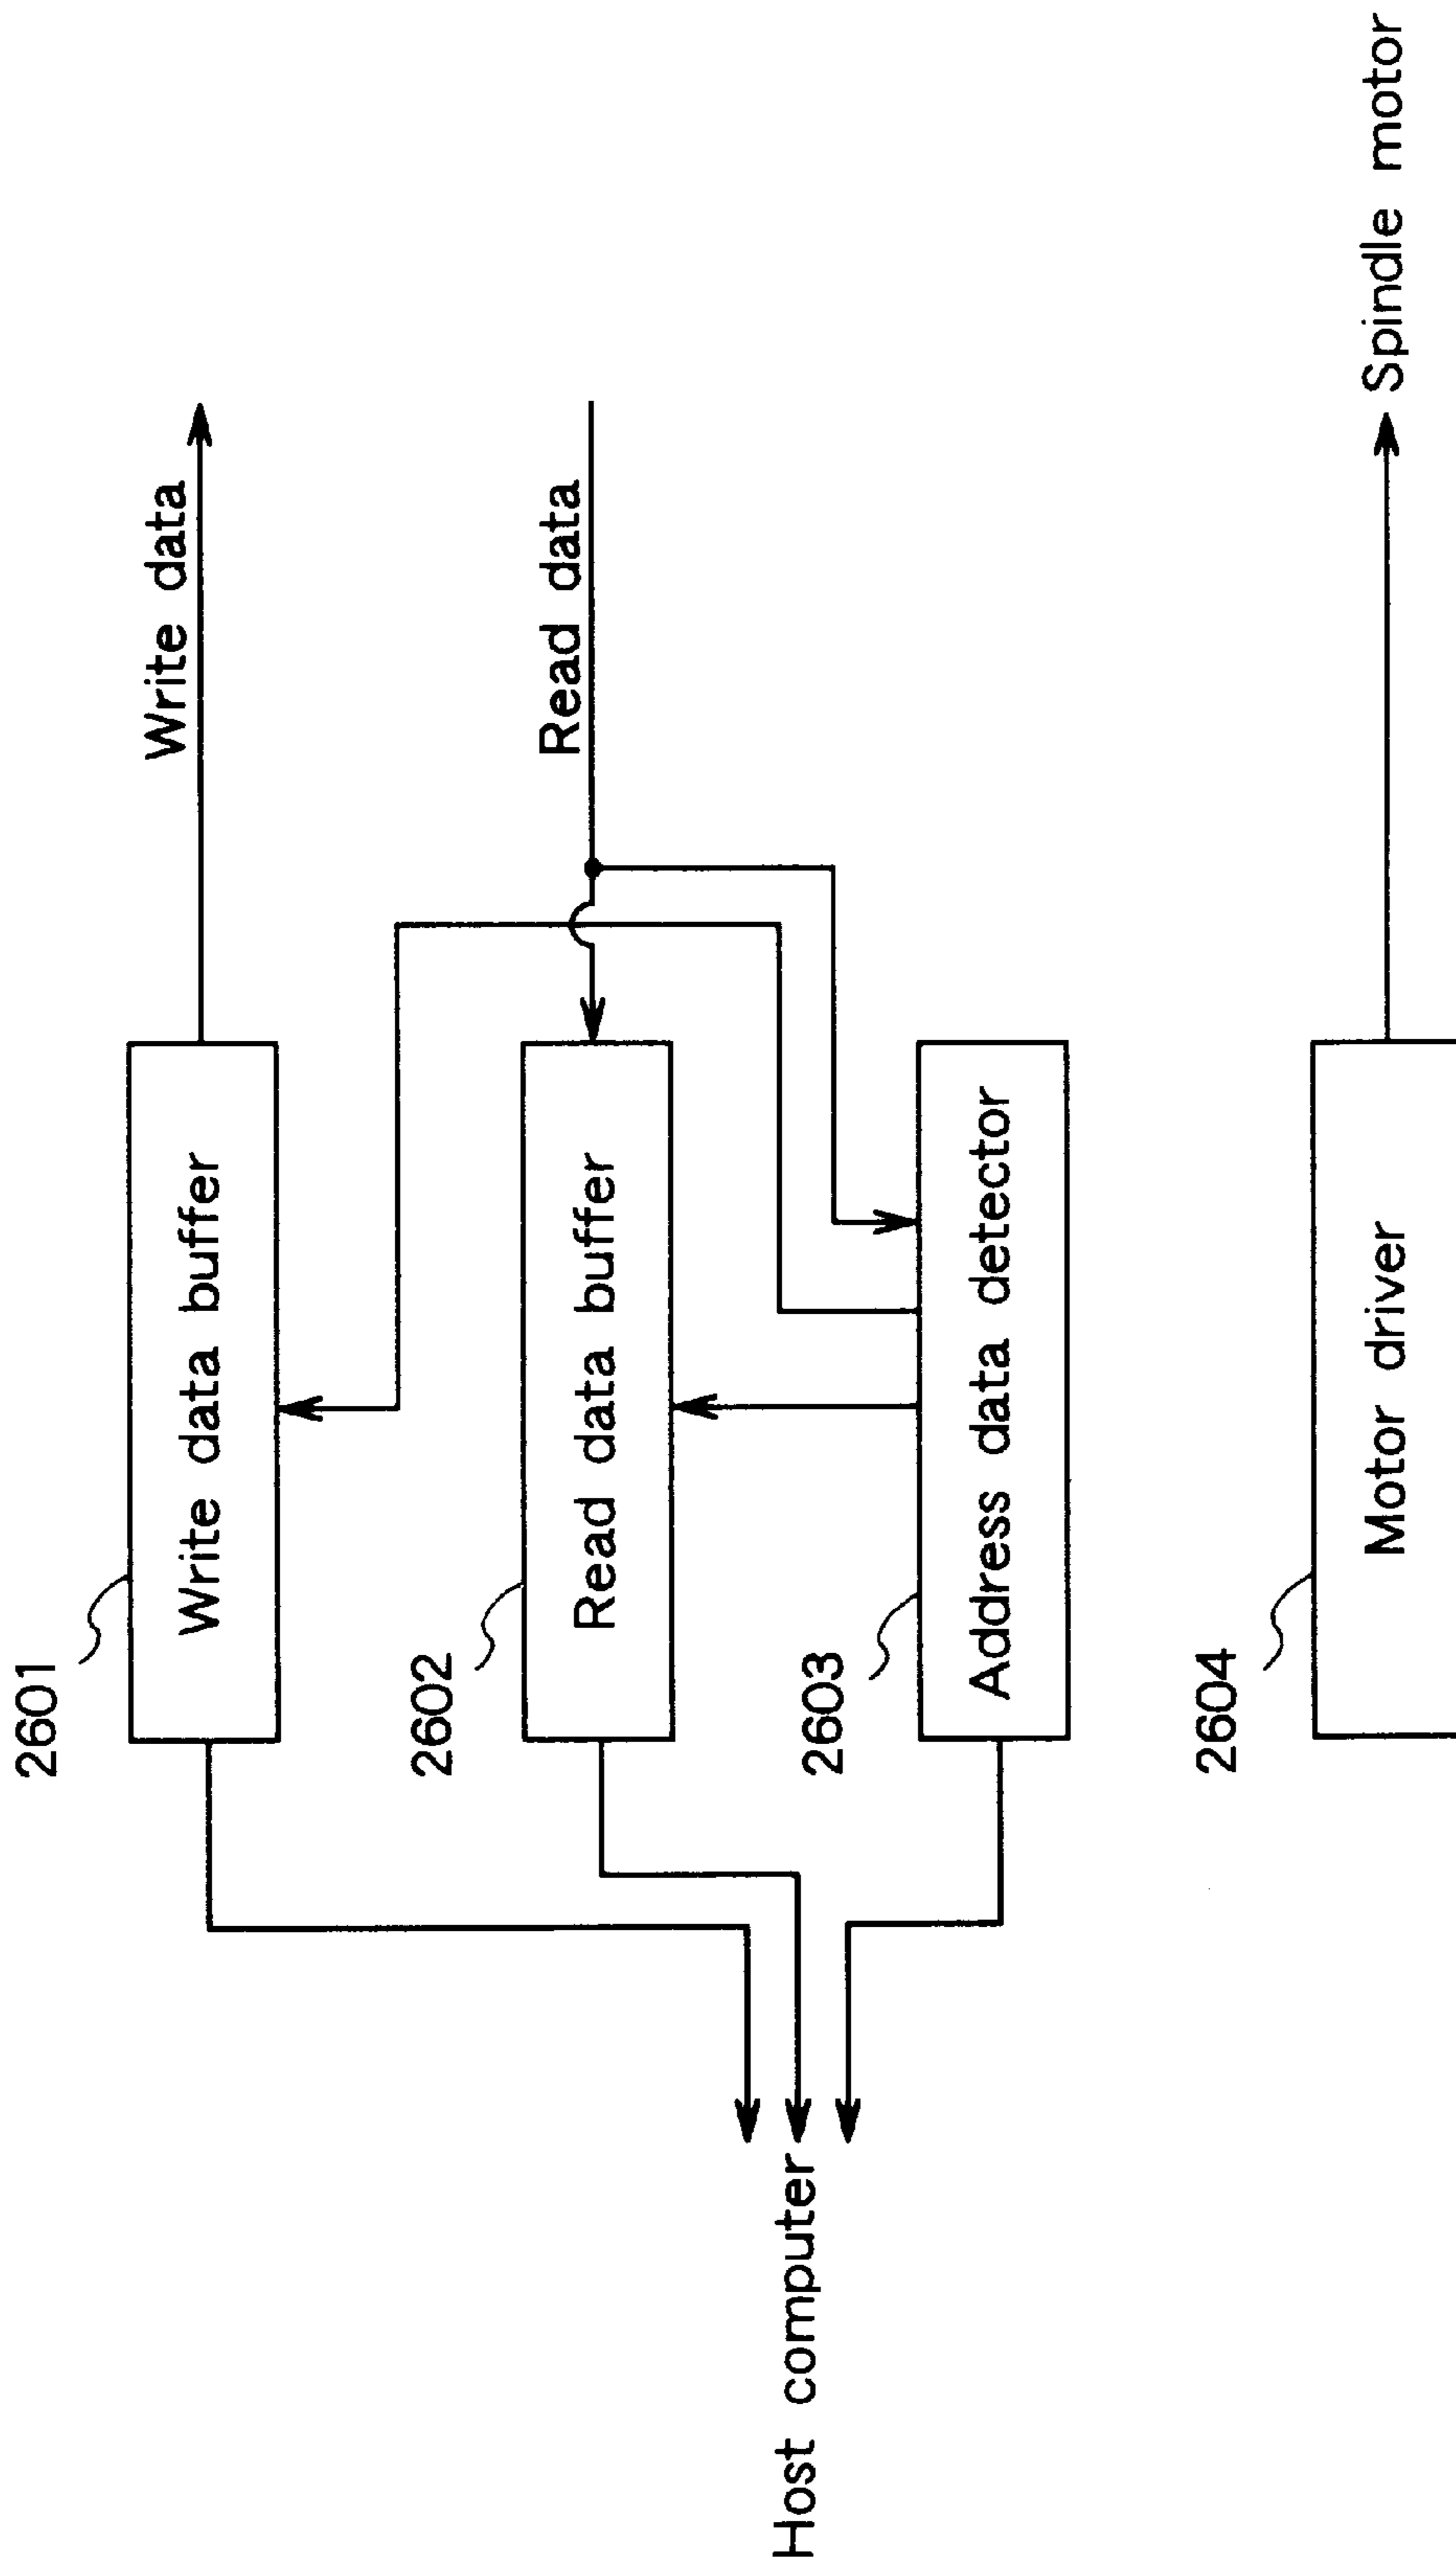 2601
Write data buffer
Write data
2602
Read data buffer
Read data
Host computer
2603
Address data detector
2604
Motor driver
Spindle motor